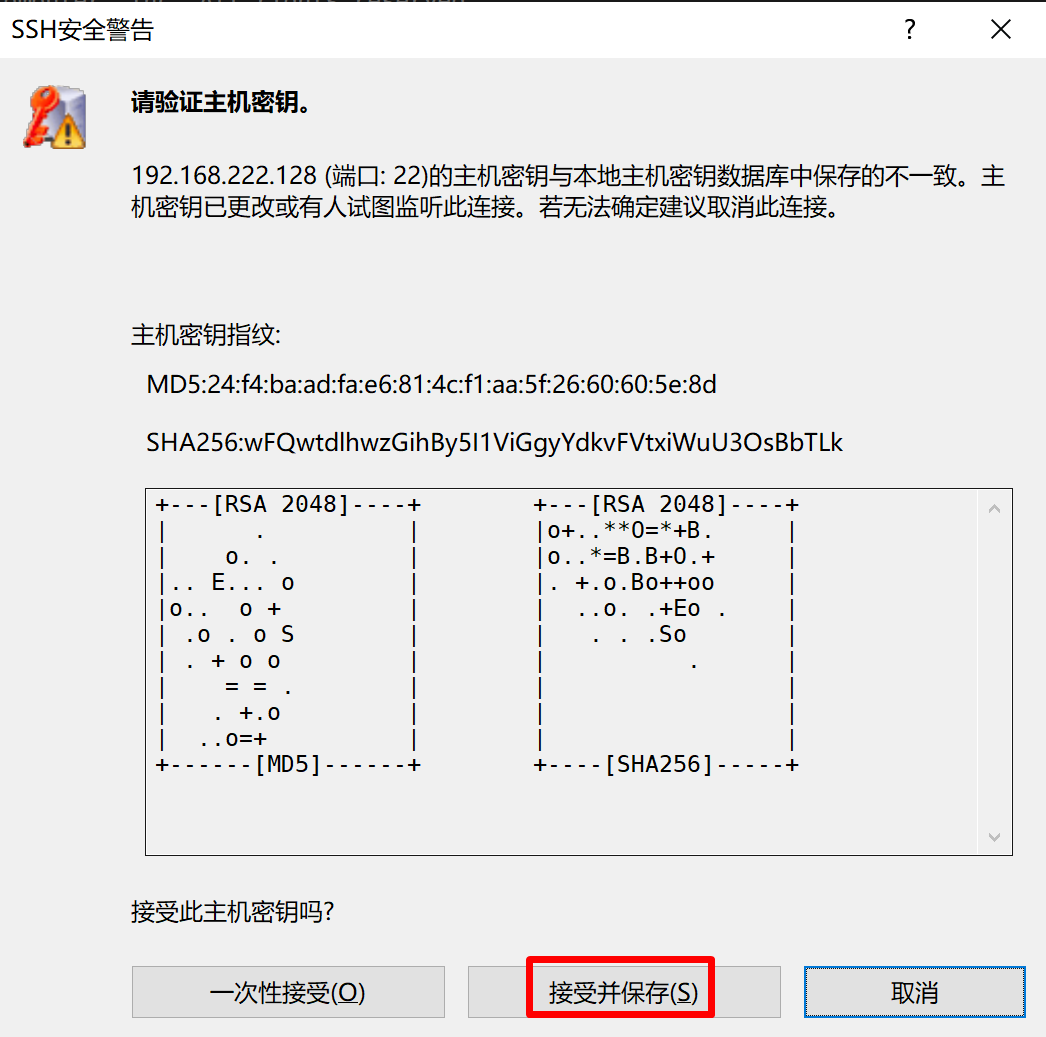 SSH安全警告
?
请验证主机密钥。
192.168.222.128 (端口: 22)的主机密钥与本地主机密钥数据库中保存的不一致。主
机密钥已更改或有人试图监听此连接。若无法确定建议取消此连接。
主机密钥指纹:
MD5:24:f4:ba:ad:fa:e6:81:4c:f1:aa:5f:26:60:60:5e:8d
SHA256:wFQwtdlhwzGihBy5I1ViGgyYdkvFVtxiWuU3OsBbTLk
+---[RSA 2048]----+        +---[RSA 2048]----+
|      .          |        |o+..**O=*+B.     |
|    o. .         |        |o..*=B.B+O.+     |
|.. E... o        |        |. +.o.Bo++oo     |
|o..  o +         |        |  ..o. .+Eo .    |
| .o . o S        |        |   . . .So       |
| . + o o         |        |          .      |
|    = = .        |        |                 |
|   . +.o         |        |                 |
|  ..o=+          |        |                 |
+------[MD5]------+        +----[SHA256]-----+
接受此主机密钥吗?
一次性接受(O) 接受并保存(S) 取消